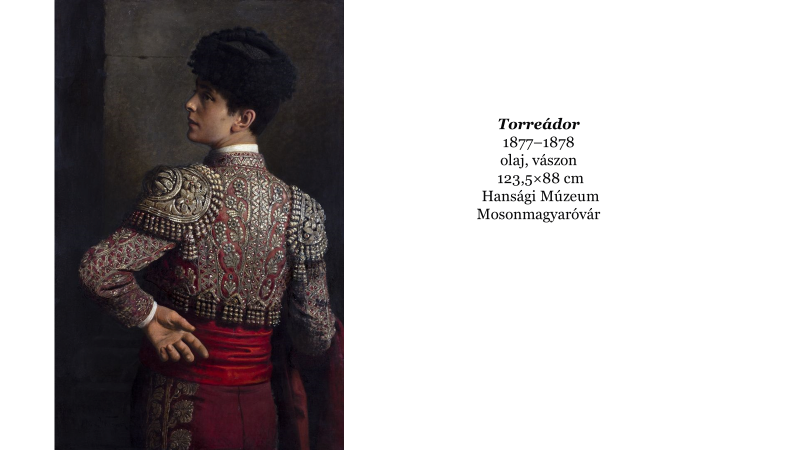 Torreádor
1877–1878
olaj, vászon
123,5×88 cm
Hansági Múzeum
Mosonmagyaróvár